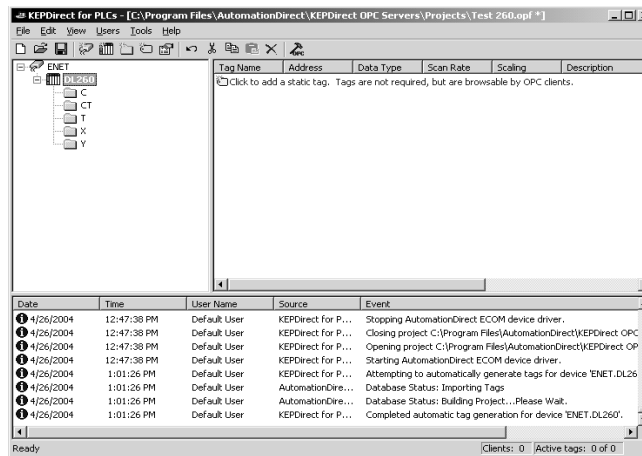 KEPDirect for PLCs - [C:\Program Files\AutomationDirect\KEPDirect OPC Servers\Projects\Test 260.opf *]
File Edit View Users Tools Help
ENET
DL260
C
CT
T
X
Y
Tag Name Address Data Type Scan Rate Scaling Description
Click to add a static tag. Tags are not required, but are browsable by OPC clients.
Date Time User Name Source Event
4/26/2004 12:47:38 PM Default User KEPDirect for P... Stopping AutomationDirect ECOM device driver.
4/26/2004 12:47:38 PM Default User KEPDirect for P... Closing project C:\Program Files\AutomationDirect\KEPDirect OPC
4/26/2004 12:47:38 PM Default User KEPDirect for P... Opening project C:\Program Files\AutomationDirect\KEPDirect OP
4/26/2004 12:47:38 PM Default User KEPDirect for P... Starting AutomationDirect ECOM device driver.
4/26/2004 1:01:26 PM Default User KEPDirect for P... Attempting to automatically generate tags for device 'ENET.DL26
4/26/2004 1:01:26 PM Default User AutomationDire... Database Status: Importing Tags
4/26/2004 1:01:26 PM Default User AutomationDire... Database Status: Building Project...Please Wait.
4/26/2004 1:01:26 PM Default User KEPDirect for P... Completed automatic tag generation for device 'ENET.DL260'.
Ready Clients: 0 Active tags: 0 of 0